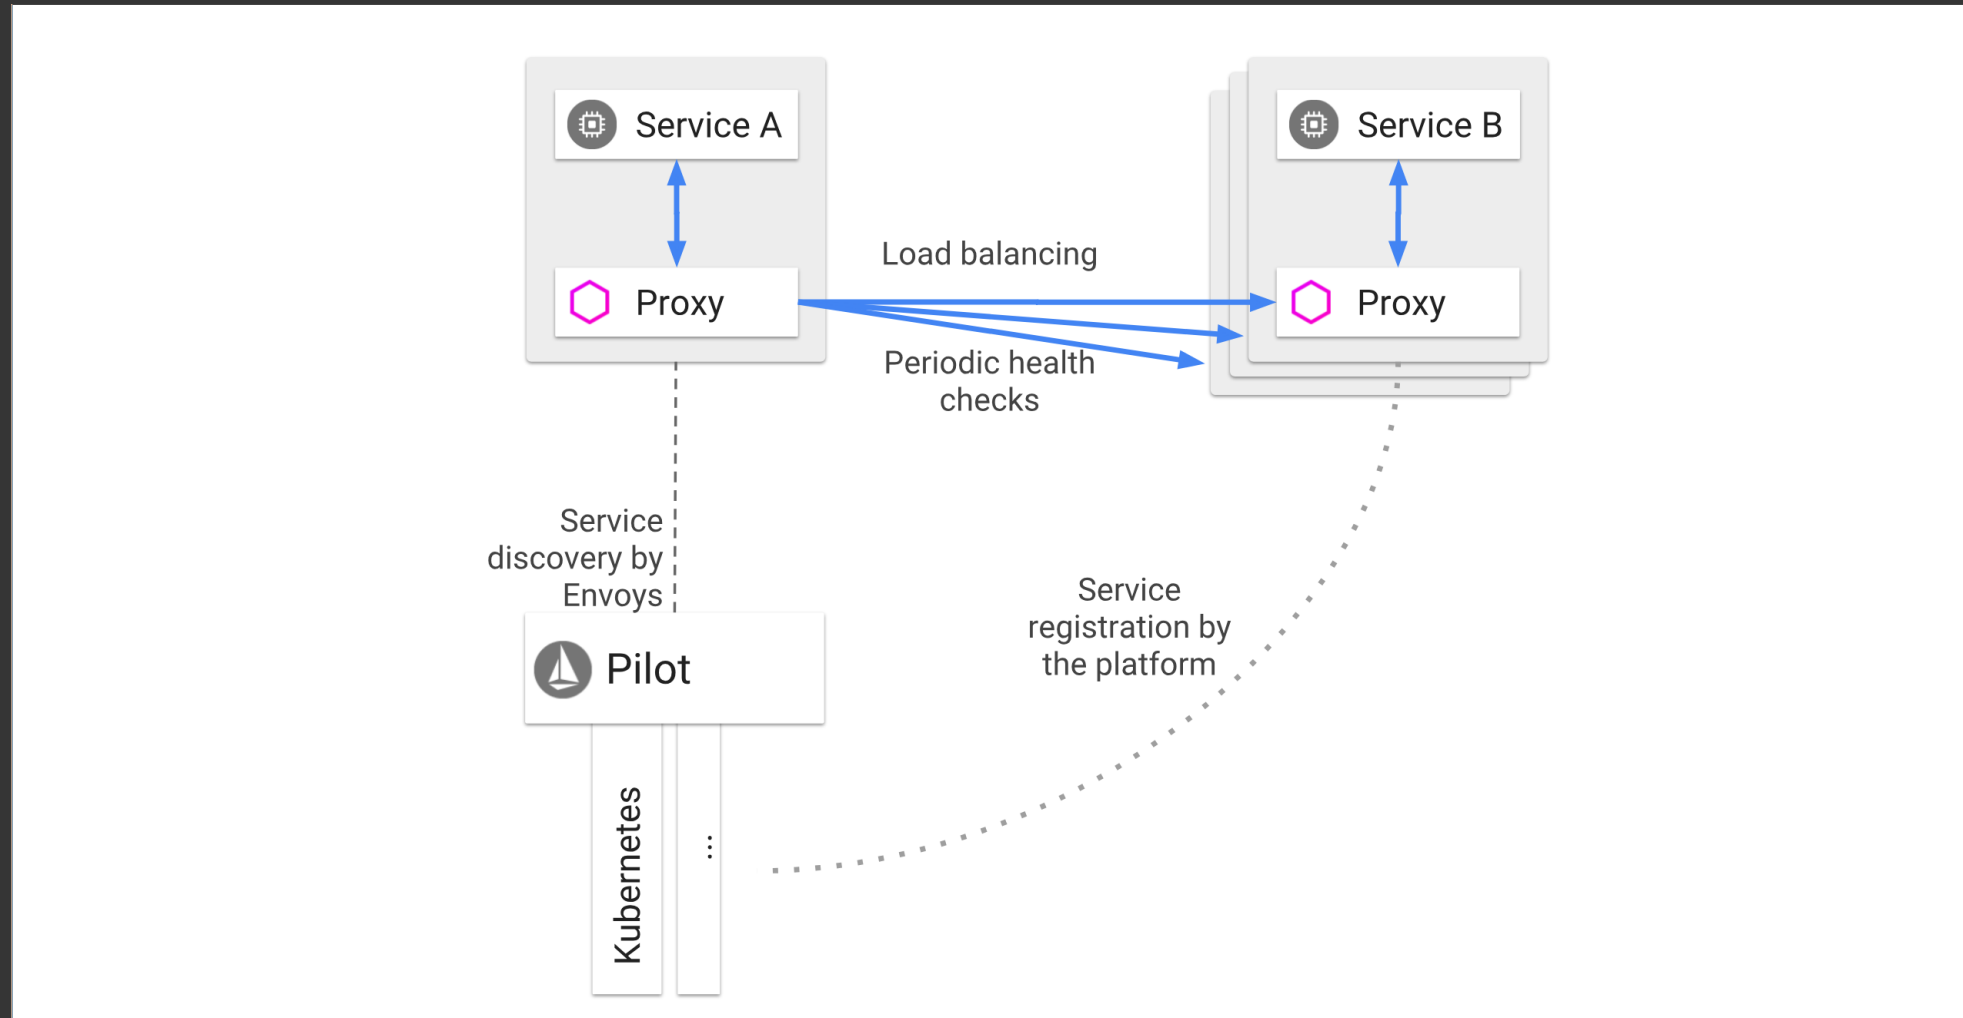 Service A
Service B
Load balancing
Proxy
Proxy
Periodic health
checks
Service
discovery by
Envoys
Service
registration by
the platform
Pilot
Kubernetes
...